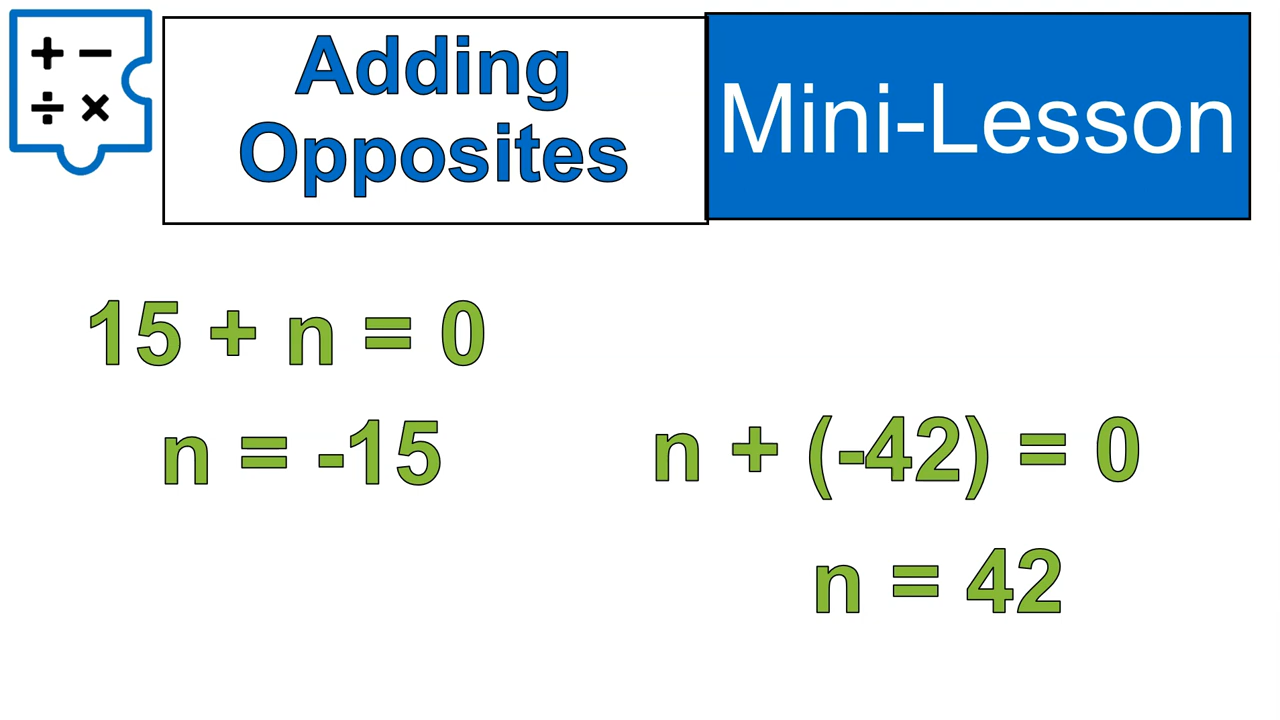 + −
÷ ×
Adding
Opposites
Mini-Lesson
15 + n = 0
n = -15
n + (-42) = 0
n = 42